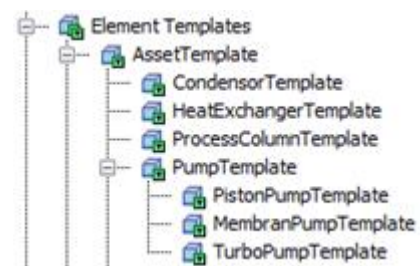 Element Templates
AssetTemplate
CondensorTemplate
HeatExchangerTemplate
ProcessColumnTemplate
PumpTemplate
PistonPumpTemplate
MembranPumpTemplate
TurboPumpTemplate